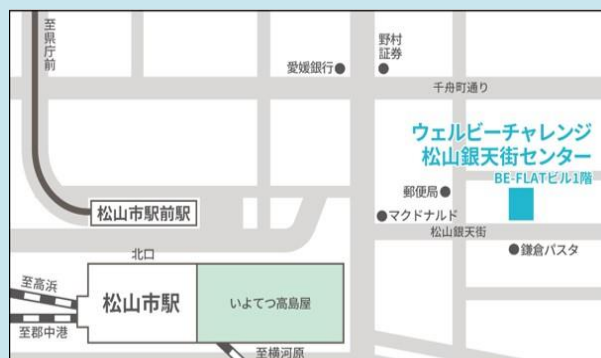 至県庁前
愛媛銀行
野村
証券
千舟町通り
ウェルビーチャレンジ
松山銀天街センター
BE-FLATビル1階
郵便局
マクドナルド
松山市駅前駅
松山銀天街
鎌倉パスタ
北口
至高浜
松山市駅
いよてつ高島屋
至郡中港
至横河原